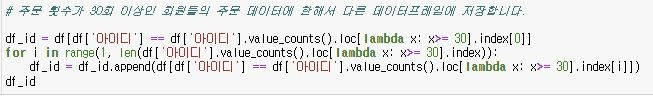 # 주문 횟수가 30회 이상인 회원들의 주문 데이터에 한해서 다른 데이터프레임에 저장합니다.
df_id = df[df['아이디'] == df['아이디'].value_counts().loc[lambda x: x>= 30].index[0]]
for i in range(1, len(df['아이디'].value_counts().loc[lambda x: x>= 30].index)):
    df_id = df_id.append(df[df['아이디'] == df['아이디'].value_counts().loc[lambda x: x>= 30].index[i]])
df_id